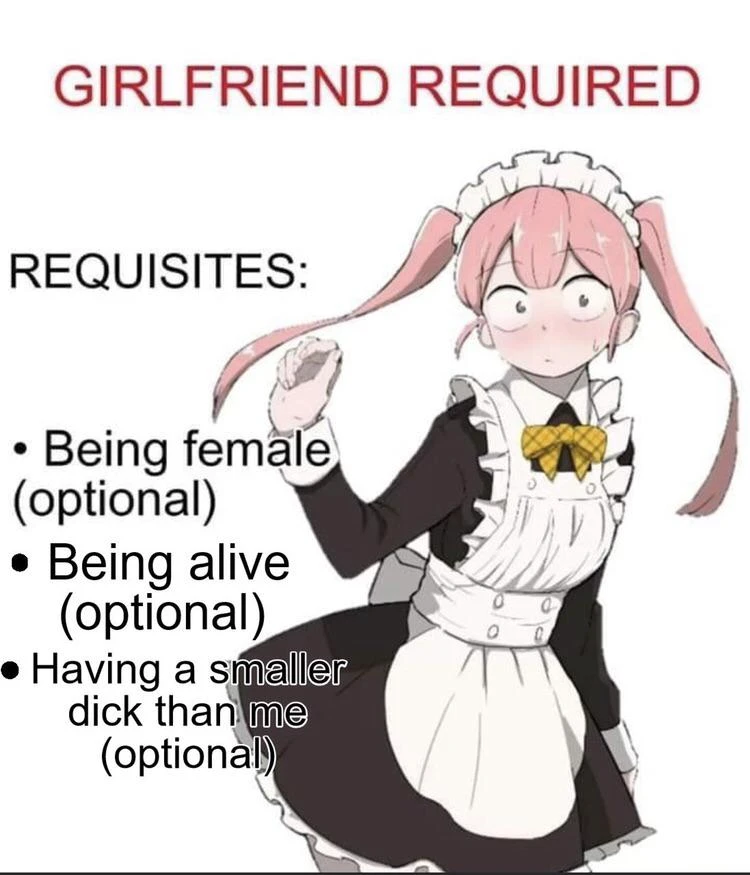 GIRLFRIEND REQUIRED
REQUISITES:
• Being female
(optional)
• Being alive
(optional)
• Having a smaller
dick than me
(optional)